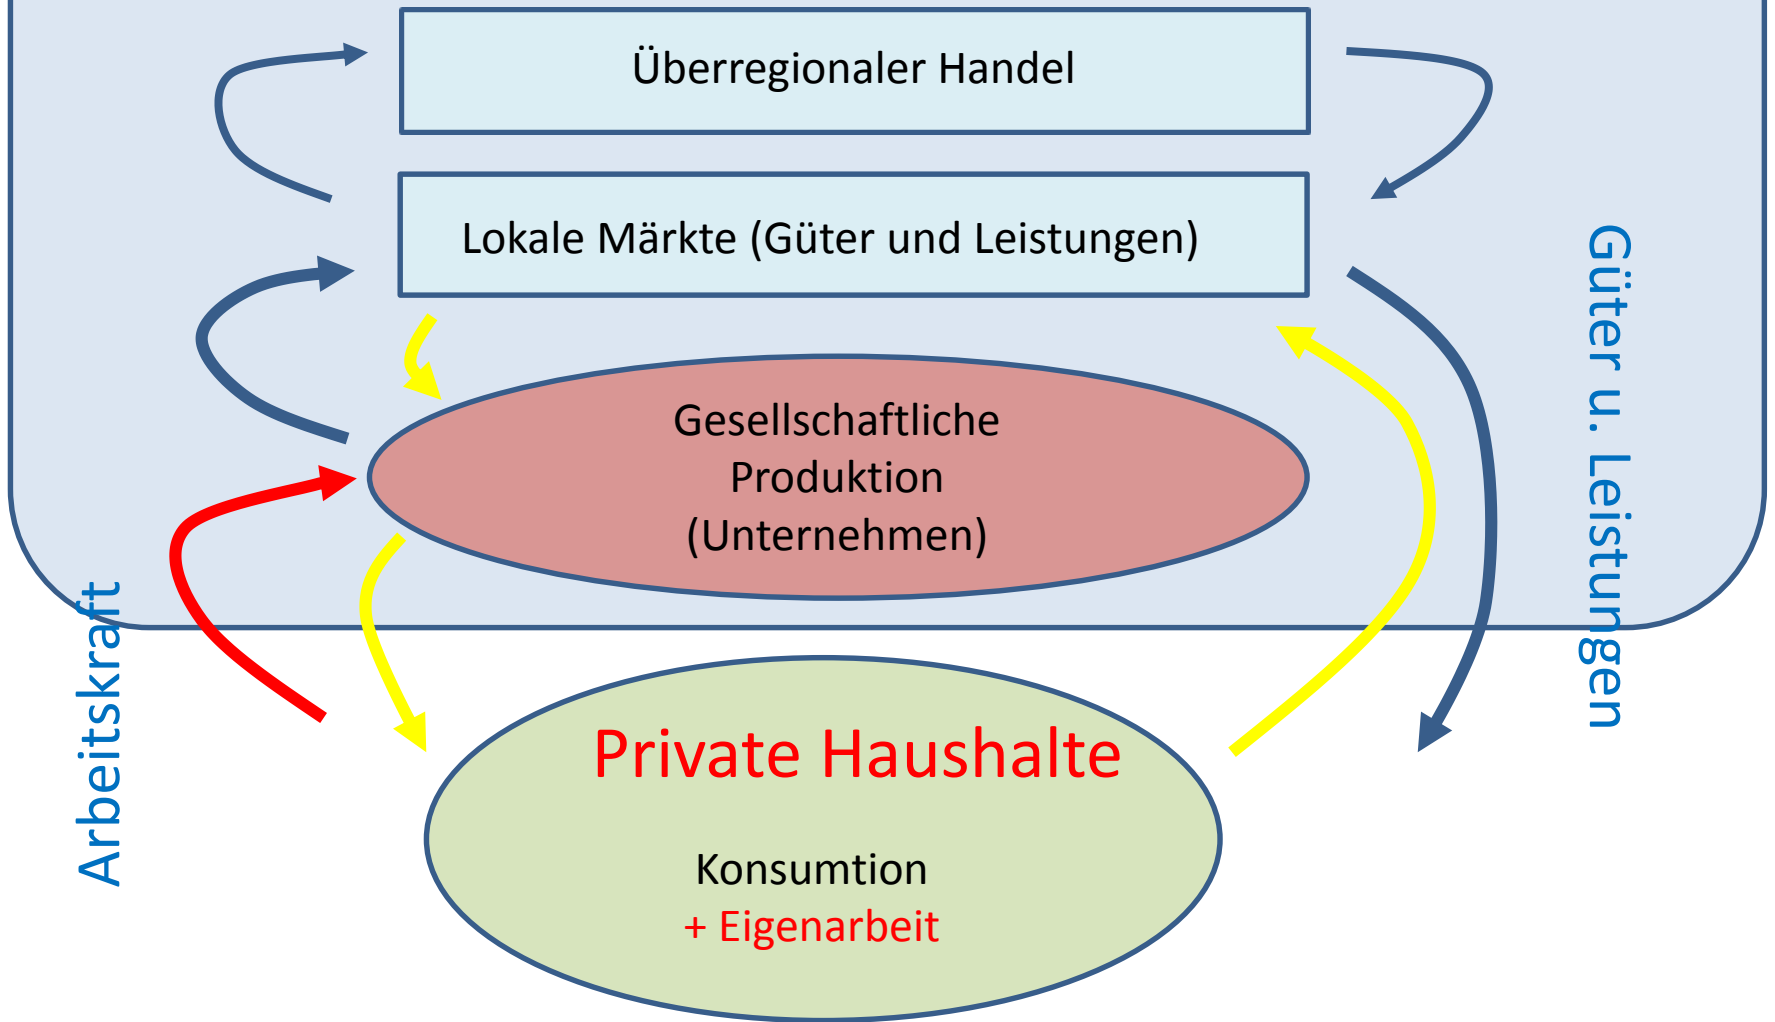 Überregionaler Handel
Lokale Märkte (Güter und Leistungen)
Güter u. Leistungen
Gesellschaftliche
Produktion
(Unternehmen)
Arbeitskraft
Private Haushalte
Konsumtion
+ Eigenarbeit